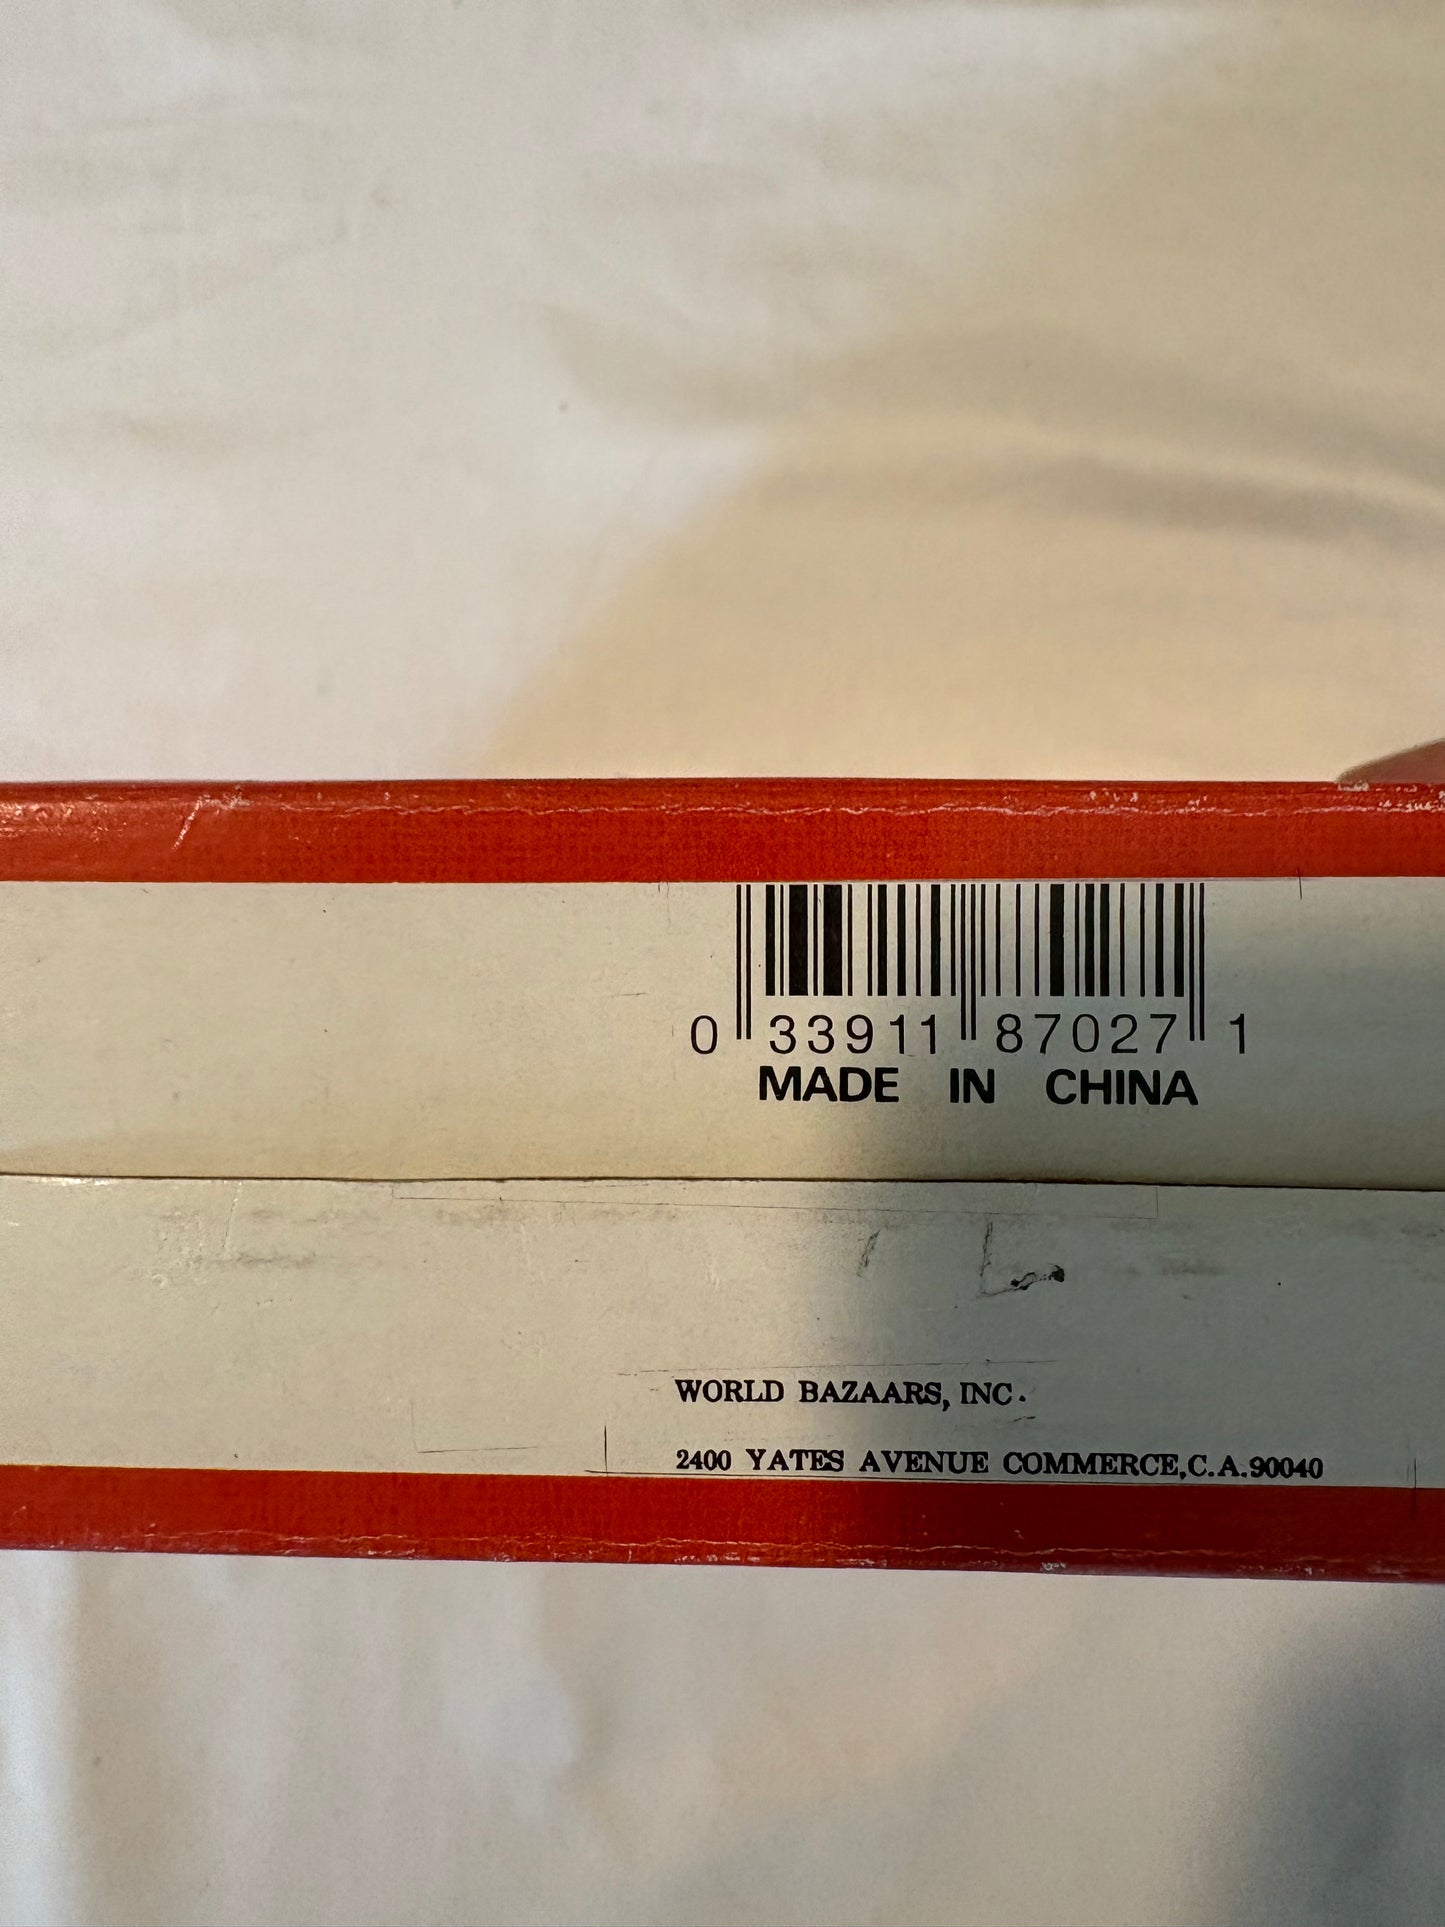 0 33911 87027 1
MADE IN CHINA
WORLD BAZAARS, INC.
2400 YATES AVENUE COMMERCE,C.A.90040